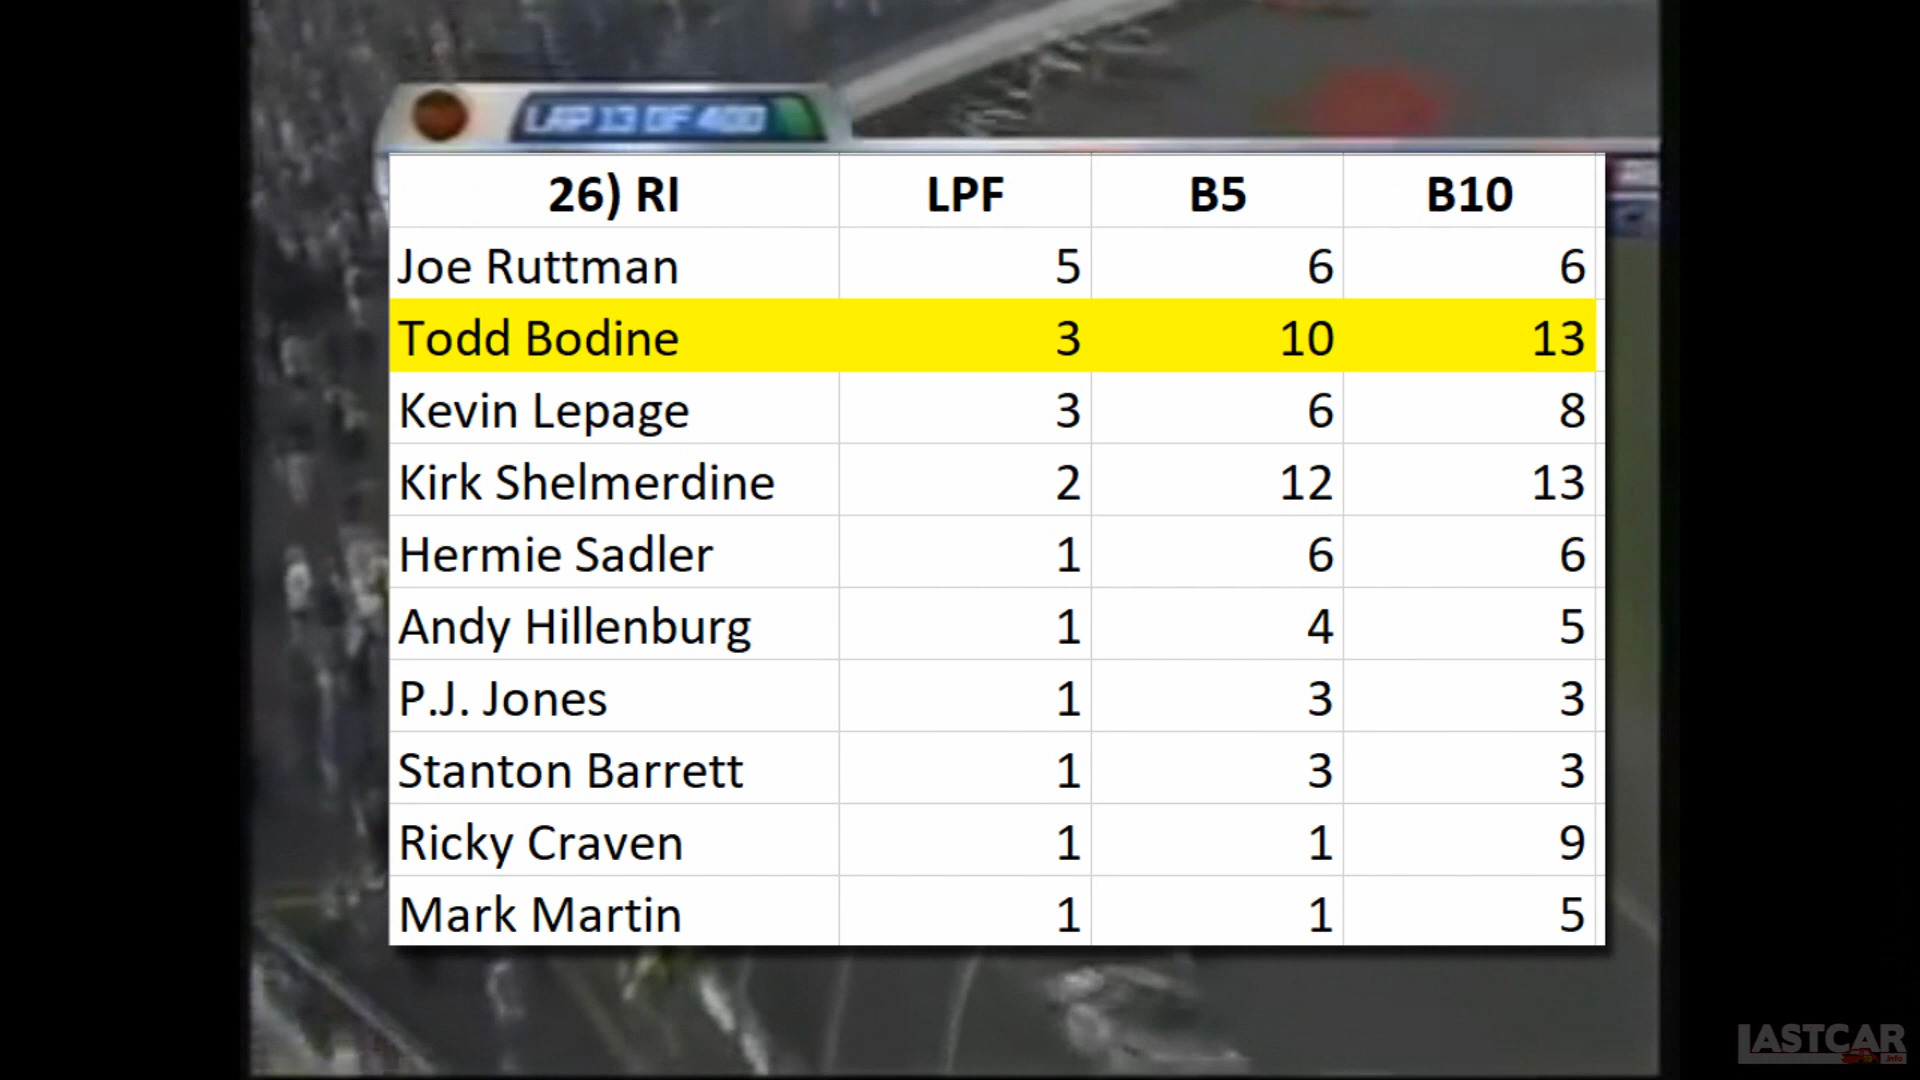 LAP 13 OF 400
26) RI LPF B5 B10
Joe Ruttman 5 6 6
Todd Bodine 3 10 13
Kevin Lepage 3 6 8
Kirk Shelmerdine 2 12 13
Hermie Sadler 1 6 6
Andy Hillenburg 1 4 5
P.J. Jones 1 3 3
Stanton Barrett 1 3 3
Ricky Craven 1 1 9
Mark Martin 1 1 5
LASTCAR
.info